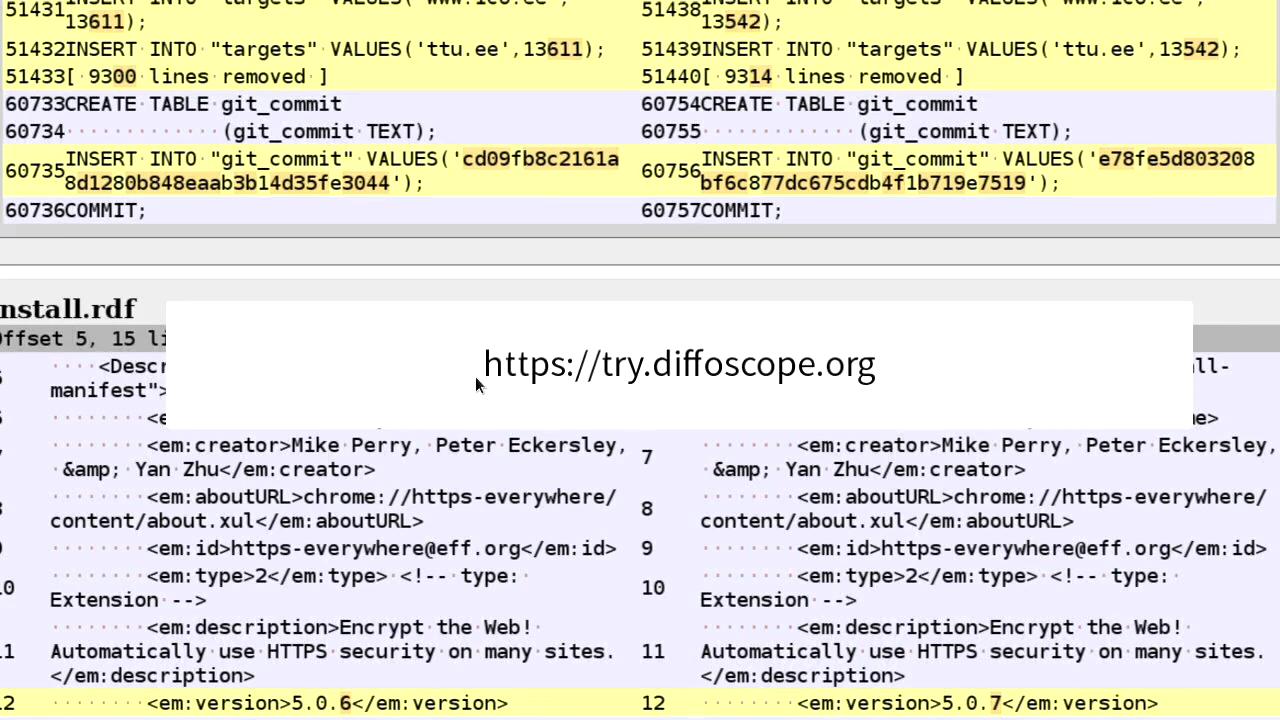 51431INSERT INTO "targets" VALUES('www.ico.ee', 51438INSERT INTO "targets" VALUES('www.ico.ee',
13611); 13542);
51432INSERT INTO "targets" VALUES('ttu.ee',13611); 51439INSERT INTO "targets" VALUES('ttu.ee',13542);
51433[ 9300 lines removed ] 51440[ 9314 lines removed ]
60733CREATE TABLE git_commit 60754CREATE TABLE git_commit
60734············(git_commit TEXT); 60755············(git_commit TEXT);
60735INSERT INTO "git_commit" VALUES('cd09fb8c2161a 60756INSERT INTO "git_commit" VALUES('e78fe5d803208
8d1280b848eaab3b14d35fe3044'); bf6c877dc675cdb4f1b719e7519');
60736COMMIT; 60757COMMIT;
nstall.rdf
Offset 5, 15 li
····<Descr all-
manifest">
········<e me>
········<em:creator>Mike·Perry,·Peter·Eckersley, 7 ········<em:creator>Mike·Perry,·Peter·Eckersley,
·&amp;·Yan·Zhu</em:creator> ·&amp;·Yan·Zhu</em:creator>
········<em:aboutURL>chrome://https-everywhere/ 8 ········<em:aboutURL>chrome://https-everywhere/
content/about.xul</em:aboutURL> content/about.xul</em:aboutURL>
········<em:id>https-everywhere@eff.org</em:id> 9 ········<em:id>https-everywhere@eff.org</em:id>
10 ········<em:type>2</em:type>·<!--·type:· 10 ········<em:type>2</em:type>·<!--·type:·
Extension·--> Extension·-->
········<em:description>Encrypt·the·Web!· ········<em:description>Encrypt·the·Web!·
11 Automatically·use·HTTPS·security·on·many·sites. 11 Automatically·use·HTTPS·security·on·many·sites.
</em:description> </em:description>
12 ········<em:version>5.0.6</em:version> 12 ········<em:version>5.0.7</em:version>
https://try.diffoscope.org